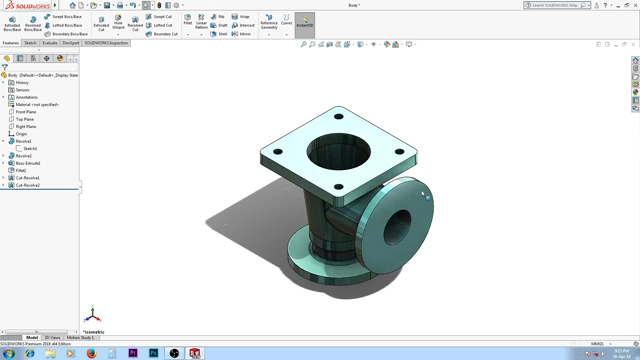 SOLIDWORKS
Body *
Search SOLIDWORKS Help
Extruded Boss/Base
Revolved Boss/Base
Swept Boss/Base
Lofted Boss/Base
Boundary Boss/Base
Extruded Cut
Hole Wizard
Revolved Cut
Swept Cut
Lofted Cut
Boundary Cut
Fillet
Linear Pattern
Rib
Draft
Shell
Wrap
Intersect
Mirror
Reference Geometry
Curves
Instant3D
Features
Sketch
Evaluate
DimXpert
SOLIDWORKS Inspection
Body (Default<<Default>_Display State
History
Sensors
Annotations
Material <not specified>
Front Plane
Top Plane
Right Plane
Origin
Revolve1
Sketch1
Revolve2
Boss-Extrude1
Fillet1
Cut-Revolve1
Cut-Revolve2
*Isometric
Model
3D Views
Motion Study 1
SOLIDWORKS Premium 2018 x64 Edition
MMGS